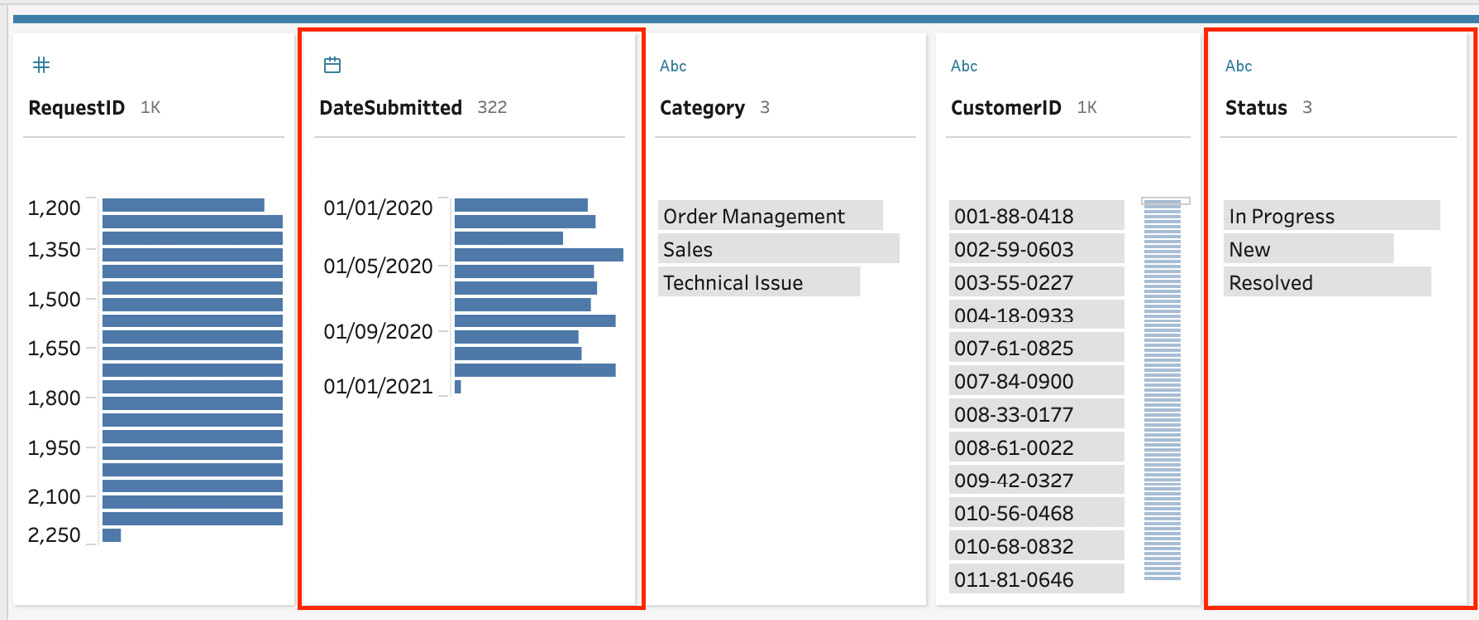 RequestID 1K
1,200
1,350
1,500
1,650
1,800
1,950
2,100
2,250
DateSubmitted 322
01/01/2020
01/05/2020
01/09/2020
01/01/2021
Abc
Category 3
Order Management
Sales
Technical Issue
Abc
CustomerID 1K
001-88-0418
002-59-0603
003-55-0227
004-18-0933
007-61-0825
007-84-0900
008-33-0177
008-61-0022
009-42-0327
010-56-0468
010-68-0832
011-81-0646
Abc
Status 3
In Progress
New
Resolved